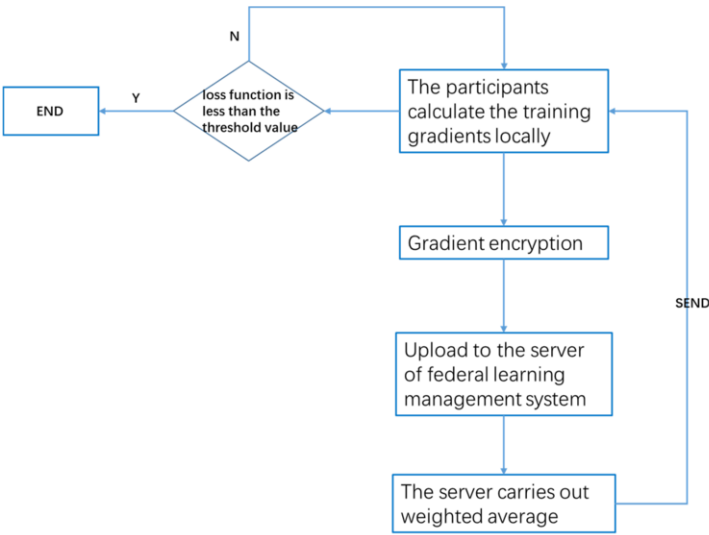 N
Y
END
loss function is
less than the
threshold value
The participants
calculate the training
gradients locally
Gradient encryption
SEND
Upload to the server
of federal learning
management system
The server carries out
weighted average